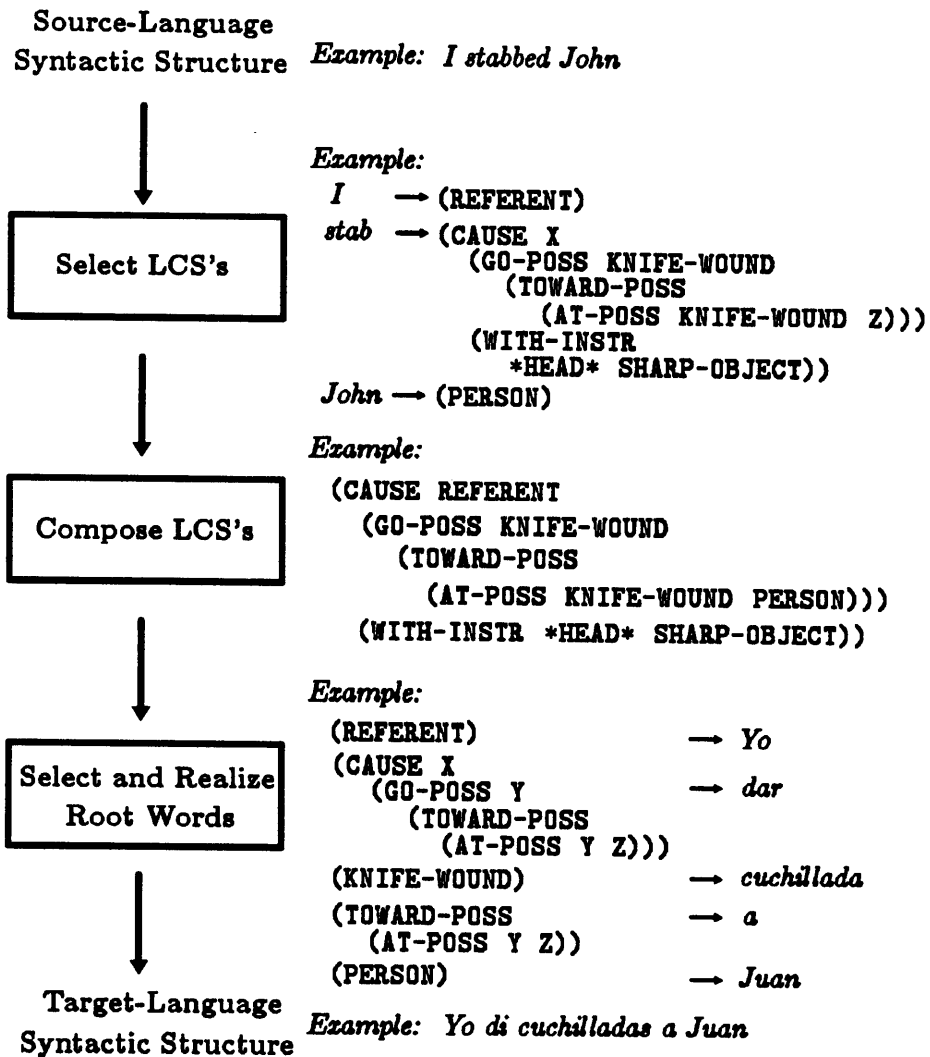 Source-Language
Syntactic Structure
Example: I stabbed John
Example:
I → (REFERENT)
stab → (CAUSE X
(GO-POSS KNIFE-WOUND
(TOWARD-POSS
(AT-POSS KNIFE-WOUND Z)))
(WITH-INSTR
*HEAD* SHARP-OBJECT))
John → (PERSON)
Select LCS's
Example:
(CAUSE REFERENT
(GO-POSS KNIFE-WOUND
(TOWARD-POSS
(AT-POSS KNIFE-WOUND PERSON)))
(WITH-INSTR *HEAD* SHARP-OBJECT))
Compose LCS's
Example:
(REFERENT) → Yo
(CAUSE X
(GO-POSS Y → dar
(TOWARD-POSS
(AT-POSS Y Z)))
(KNIFE-WOUND) → cuchillada
(TOWARD-POSS → a
(AT-POSS Y Z))
(PERSON) → Juan
Select and Realize
Root Words
Target-Language
Syntactic Structure
Example: Yo di cuchilladas a Juan